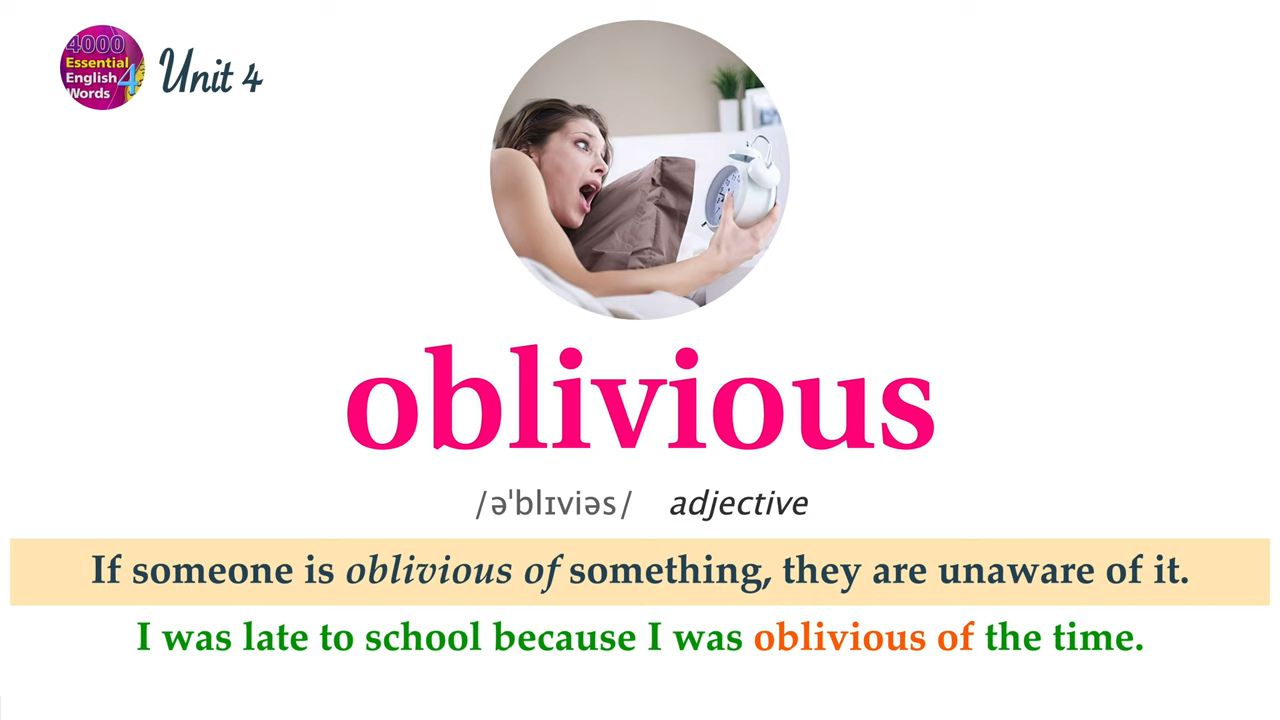 4000
Essential
English
Words
4
Unit 4
oblivious
/ə'blɪviəs/ adjective
If someone is oblivious of something, they are unaware of it.
I was late to school because I was oblivious of the time.